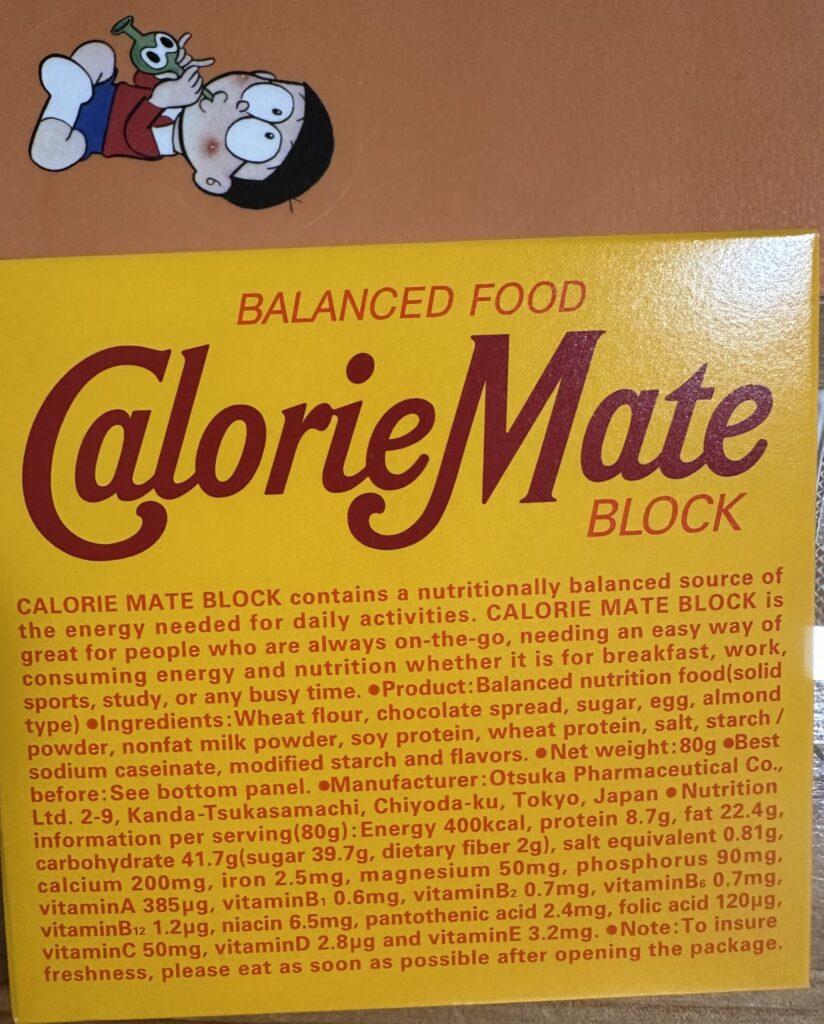 BALANCED FOOD
CalorieMate
BLOCK
CALORIE MATE BLOCK contains a nutritionally balanced source of
the energy needed for daily activities. CALORIE MATE BLOCK is
great for people who are always on-the-go, needing an easy way of
consuming energy and nutrition whether it is for breakfast, work,
sports, study, or any busy time. ●Product:Balanced nutrition food(solid
type) ●Ingredients:Wheat flour, chocolate spread, sugar, egg, almond
powder, nonfat milk powder, soy protein, wheat protein, salt, starch /
sodium caseinate, modified starch and flavors. ●Net weight:80g ●Best
before:See bottom panel. ●Manufacturer:Otsuka Pharmaceutical Co.,
Ltd. 2-9, Kanda-Tsukasamachi, Chiyoda-ku, Tokyo, Japan ●Nutrition
information per serving(80g):Energy 400kcal, protein 8.7g, fat 22.4g,
carbohydrate 41.7g(sugar 39.7g, dietary fiber 2g), salt equivalent 0.81g,
calcium 200mg, iron 2.5mg, magnesium 50mg, phosphorus 90mg,
vitaminA 385μg, vitaminB₁ 0.6mg, vitaminB₂ 0.7mg, vitaminB₆ 0.7mg,
vitaminB₁₂ 1.2μg, niacin 6.5mg, pantothenic acid 2.4mg, folic acid 120μg,
vitaminC 50mg, vitaminD 2.8μg and vitaminE 3.2mg. ●Note:To insure
freshness, please eat as soon as possible after opening the package.